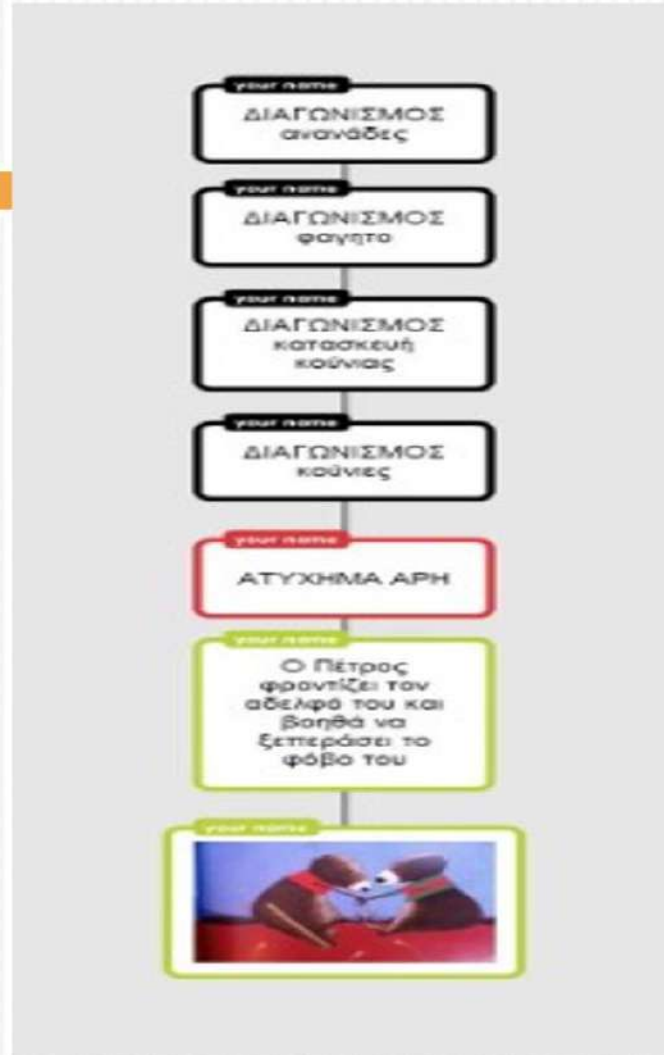 your name
ΔΙΑΓΩΝΙΣΜΟΣ
ανανάδες
your name
ΔΙΑΓΩΝΙΣΜΟΣ
φαγητο
your name
ΔΙΑΓΩΝΙΣΜΟΣ
κατασκευή
κούνιας
your name
ΔΙΑΓΩΝΙΣΜΟΣ
κούνιες
your name
ΑΤΥΧΗΜΑ ΑΡΗ
your name
Ο Πέτρος
φροντίζει τον
αδελφό του και
βοηθά να
ξεπεράσει το
φόβο του
your name